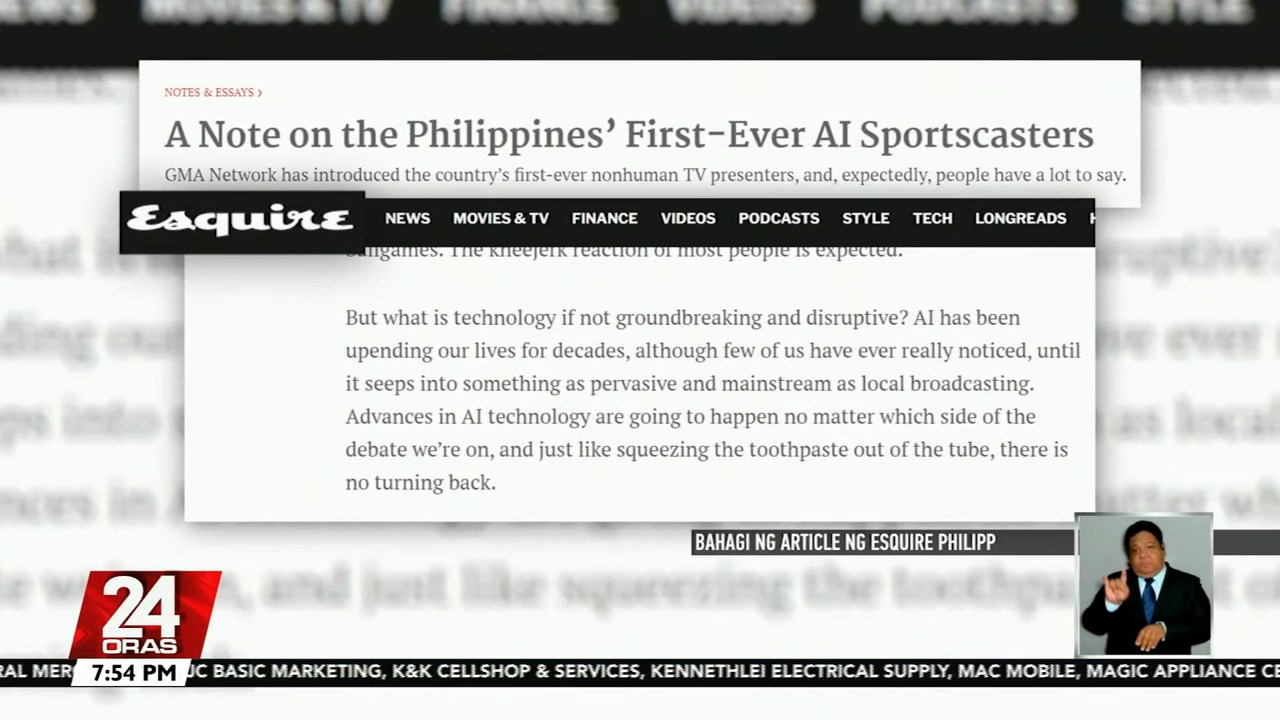 NOTES & ESSAYS ›
A Note on the Philippines’ First-Ever AI Sportscasters
GMA Network has introduced the country’s first-ever nonhuman TV presenters, and, expectedly, people have a lot to say.
Esquire
NEWS MOVIES & TV FINANCE VIDEOS PODCASTS STYLE TECH LONGREADS
The kneejerk reaction of most people is expected.
But what is technology if not groundbreaking and disruptive? AI has been
upending our lives for decades, although few of us have ever really noticed, until
it seeps into something as pervasive and mainstream as local broadcasting.
Advances in AI technology are going to happen no matter which side of the
debate we’re on, and just like squeezing the toothpaste out of the tube, there is
no turning back.
BAHAGI NG ARTICLE NG ESQUIRE PHILIPP
24
ORAS
7:54 PM
BASIC MARKETING, K&K CELLSHOP & SERVICES, KENNETHLEI ELECTRICAL SUPPLY, MAC MOBILE, MAGIC APPLIANCE CE